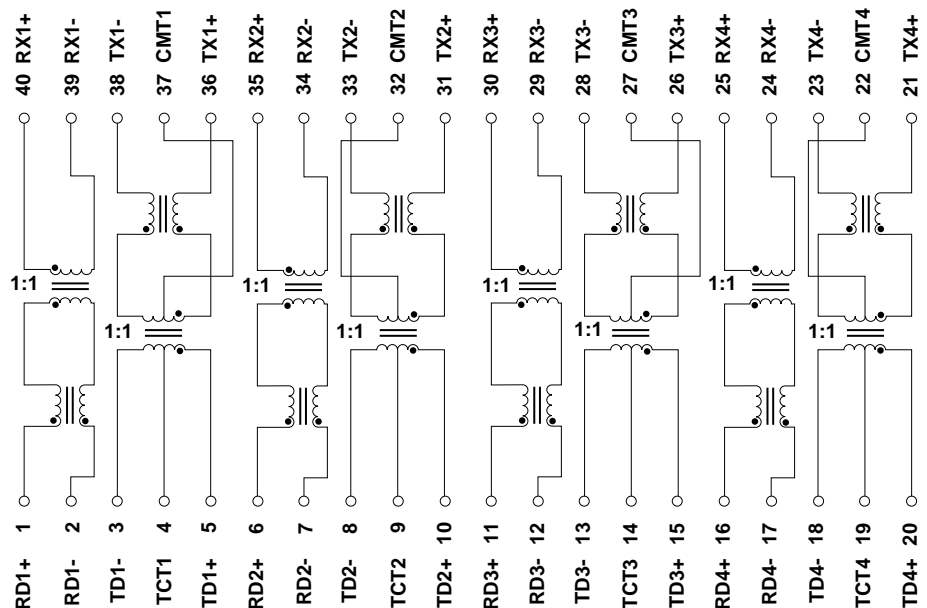 40 RX1+
39 RX1-
38 TX1-
37 CMT1
36 TX1+
35 RX2+
34 RX2-
33 TX2-
32 CMT2
31 TX2+
30 RX3+
29 RX3-
28 TX3-
27 CMT3
26 TX3+
25 RX4+
24 RX4-
23 TX4-
22 CMT4
21 TX4+
1:1
1:1
1:1
1:1
1:1
1:1
1:1
1:1
RD1+ 1
RD1- 2
TD1- 3
TCT1 4
TD1+ 5
RD2+ 6
RD2- 7
TD2- 8
TCT2 9
TD2+ 10
RD3+ 11
RD3- 12
TD3- 13
TCT3 14
TD3+ 15
RD4+ 16
RD4- 17
TD4- 18
TCT4 19
TD4+ 20